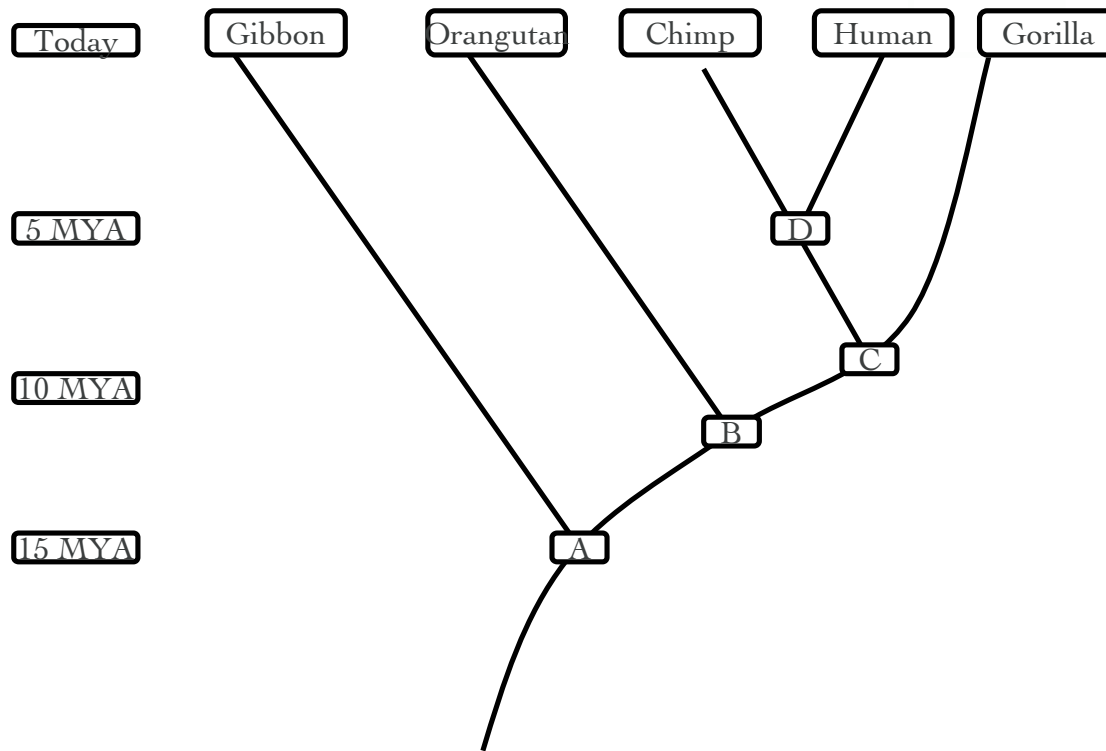 Today
Gibbon
Orangutan
Chimp
Human
Gorilla
5 MYA
D
C
10 MYA
B
15 MYA
A